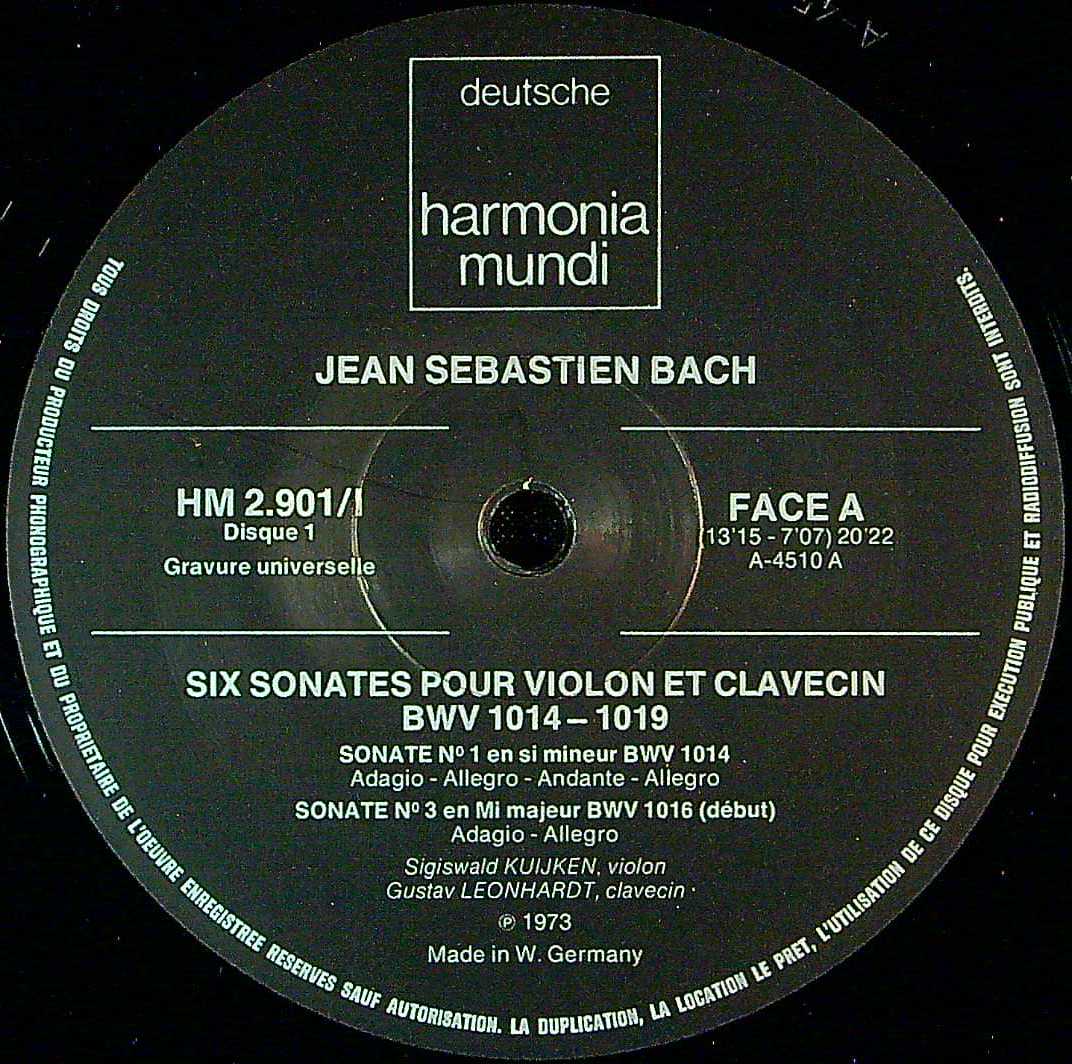 deutsche
harmonia
mundi
JEAN SEBASTIEN BACH
HM 2.901/I
Disque 1
Gravure universelle
FACE A
(13'15 - 7'07) 20'22
A-4510 A
SIX SONATES POUR VIOLON ET CLAVECIN
BWV 1014 – 1019
SONATE Nº 1 en si mineur BWV 1014
Adagio - Allegro - Andante - Allegro
SONATE Nº 3 en Mi majeur BWV 1016 (début)
Adagio - Allegro
Sigiswald KUIJKEN, violon
Gustav LEONHARDT, clavecin
℗ 1973
Made in W. Germany
TOUS DROITS DU PRODUCTEUR PHONOGRAPHIQUE ET DU PROPRIETAIRE DE L'OEUVRE ENREGISTREE RESERVES SAUF AUTORISATION. LA DUPLICATION, LA LOCATION LE PRET, L'UTILISATION DE CE DISQUE POUR EXECUTION PUBLIQUE ET RADIODIFFUSION SONT INTERDITS.